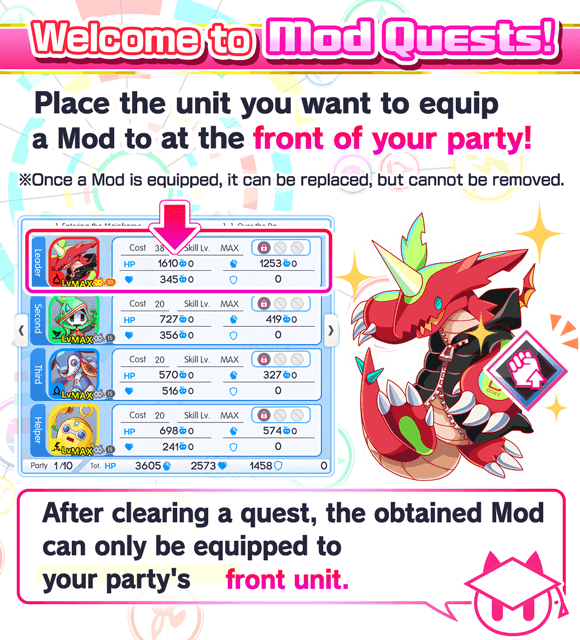 Welcome to Mod Quests!
Place the unit you want to equip
a Mod to at the front of your party!
※Once a Mod is equipped, it can be replaced, but cannot be removed.
Leader
Cost 38 Skill Lv. MAX
HP 1610 0 1253 0
345 0 0
LvMAX
Second
Cost 20 Skill Lv. MAX
HP 727 0 419 0
356 0 0
LvMAX
Third
Cost 20 Skill Lv. MAX
HP 570 0 327 0
516 0 0
LvMAX
Helper
Cost 20 Skill Lv. MAX
HP 698 0 574 0
241 0 0
LvMAX
Party 1/10 Tot. HP 3605 2573 1458 0
After clearing a quest, the obtained Mod
can only be equipped to
your party's front unit.